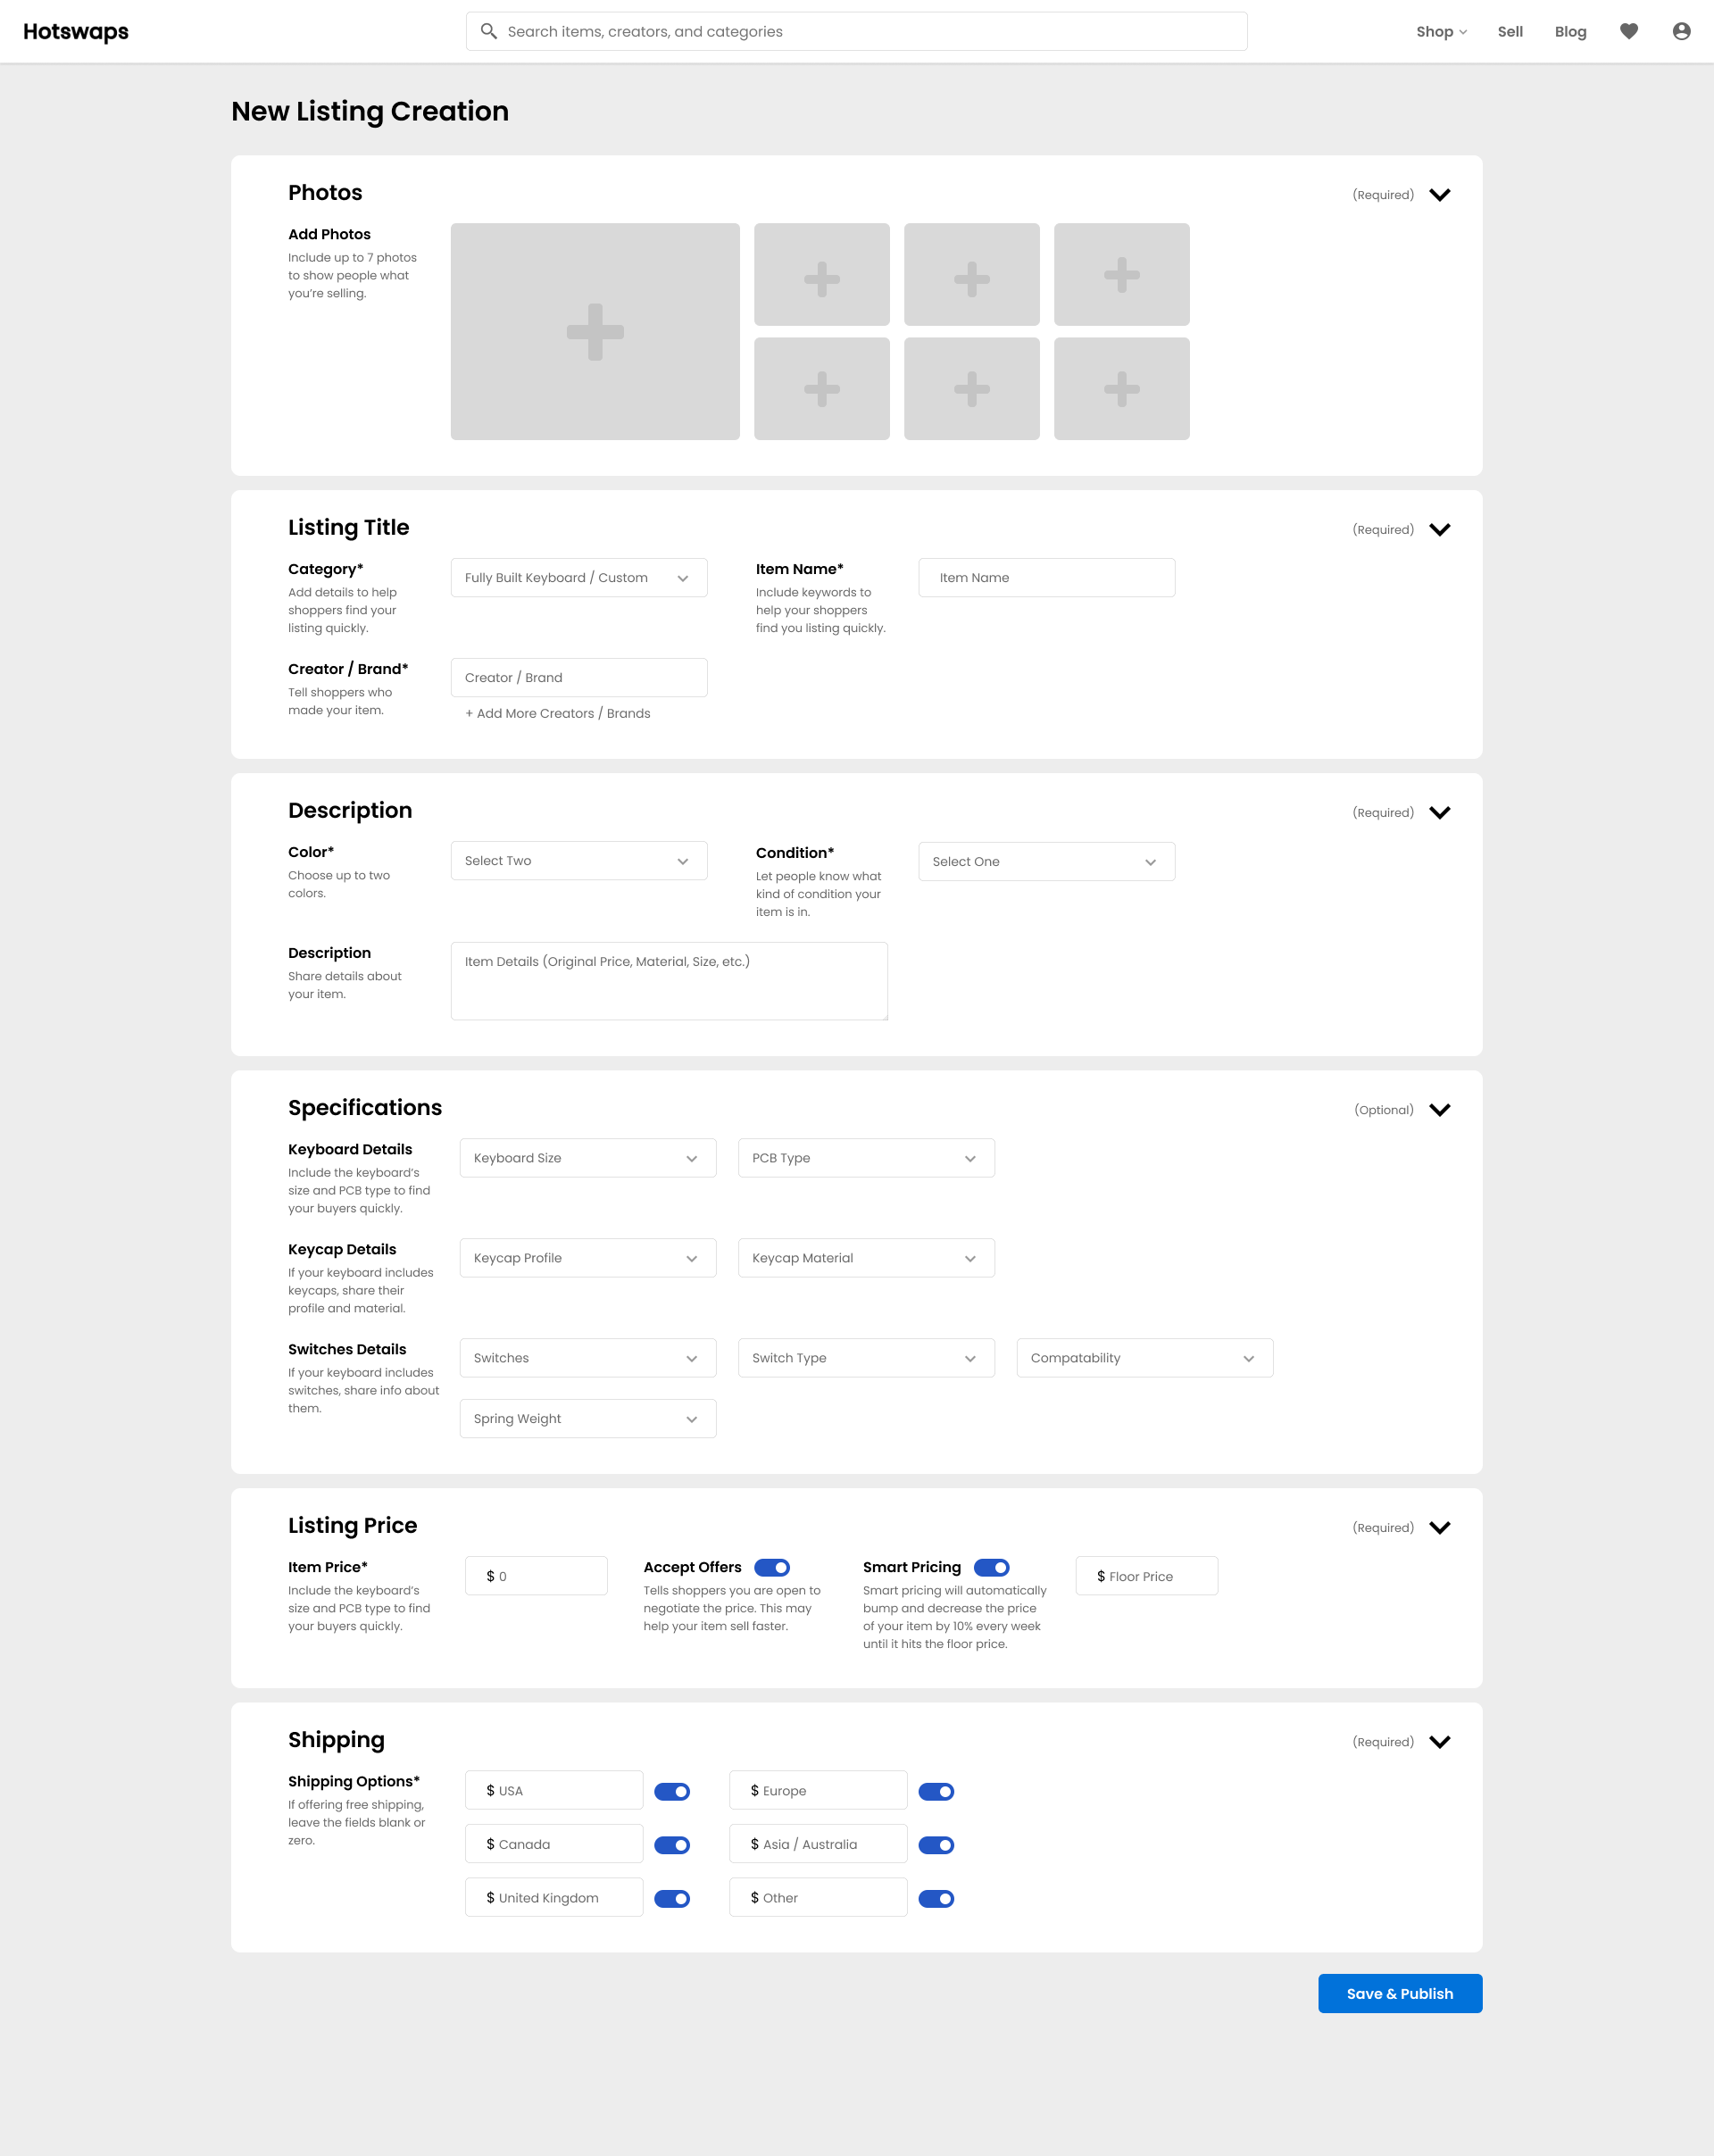 Hotswaps
Search items, creators, and categories
Shop
Sell
Blog
New Listing Creation
Photos
(Required)
Add Photos
Include up to 7 photos
to show people what
you're selling.
Listing Title
(Required)
Category*
Add details to help
shoppers find your
listing quickly.
Fully Built Keyboard / Custom
Item Name*
Include keywords to
help your shoppers
find you listing quickly.
Item Name
Creator / Brand*
Tell shoppers who
made your item.
Creator / Brand
+ Add More Creators / Brands
Description
(Required)
Color*
Choose up to two
colors.
Select Two
Condition*
Let people know what
kind of condition your
item is in.
Select One
Description
Share details about
your item.
Item Details (Original Price, Material, Size, etc.)
Specifications
(Optional)
Keyboard Details
Include the keyboard's
size and PCB type to find
your buyers quickly.
Keyboard Size
PCB Type
Keycap Details
If your keyboard includes
keycaps, share their
profile and material.
Keycap Profile
Keycap Material
Switches Details
If your keyboard includes
switches, share info about
them.
Switches
Switch Type
Compatability
Spring Weight
Listing Price
(Required)
Item Price*
Include the keyboard's
size and PCB type to find
your buyers quickly.
$ 0
Accept Offers
Tells shoppers you are open to
negotiate the price. This may
help your item sell faster.
Smart Pricing
Smart pricing will automatically
bump and decrease the price
of your item by 10% every week
until it hits the floor price.
$ Floor Price
Shipping
(Required)
Shipping Options*
If offering free shipping,
leave the fields blank or
zero.
$ USA
$ Europe
$ Canada
$ Asia / Australia
$ United Kingdom
$ Other
Save & Publish